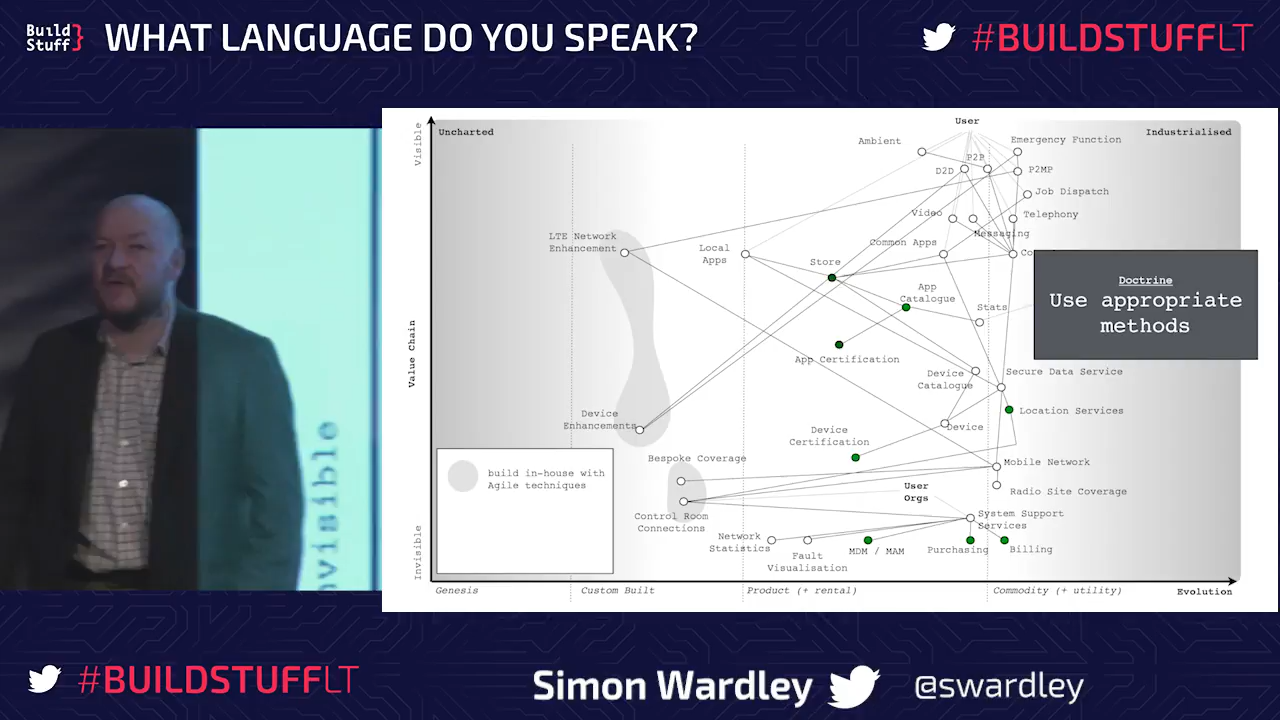 Build
Stuff}
WHAT LANGUAGE DO YOU SPEAK?
#BUILDSTUFFLT
Visible
Uncharted
User
Industrialised
Ambient
Emergency Function
P2P
D2D
P2MP
Job Dispatch
Video
Telephony
Messaging
LTE Network
Enhancement
Local
Apps
Common Apps
Store
App
Catalogue
Stats
Doctrine
Use appropriate
methods
Value Chain
App Certification
Device
Catalogue
Secure Data Service
Location Services
Device
Enhancements
Device
Device
Certification
Bespoke Coverage
Mobile Network
build in-house with
Agile techniques
User
Orgs
Radio Site Coverage
Control Room
Connections
System Support
Services
Network
Statistics
Fault
Visualisation
MDM / MAM
Purchasing
Billing
Invisible
Genesis
Custom Built
Product (+ rental)
Commodity (+ utility)
Evolution
nvisible
#BUILDSTUFFLT
Simon Wardley
@swardley